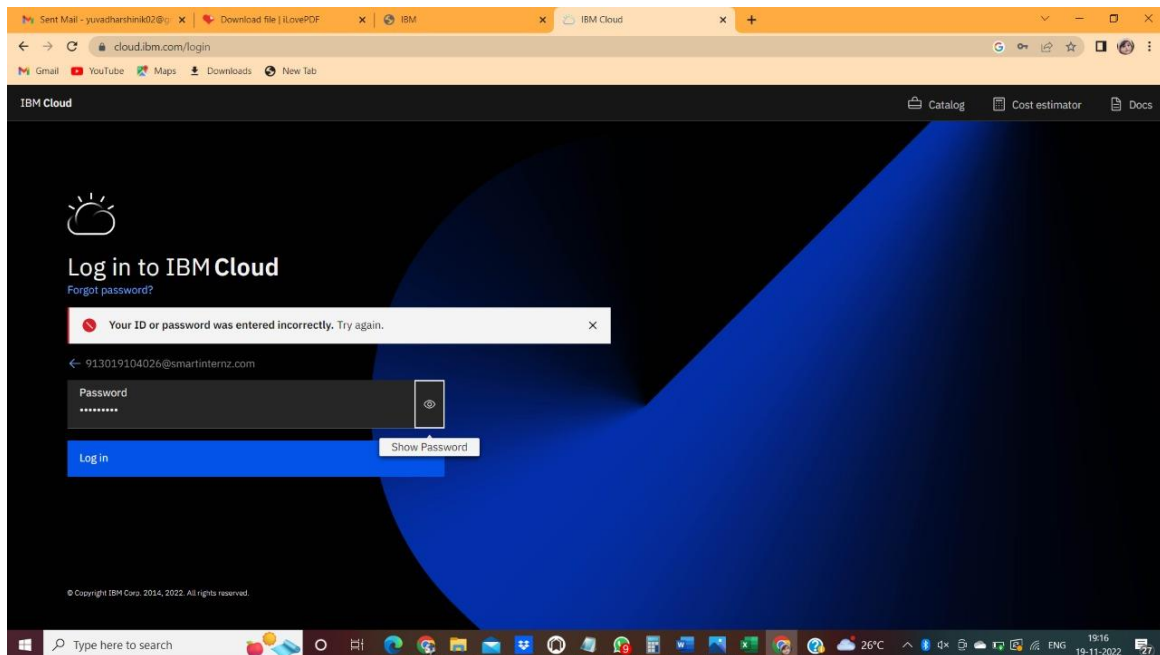 Sent Mail - yuvadharshinik02@g
Download file | iLovePDF
IBM
IBM Cloud
cloud.ibm.com/login
Gmail
YouTube
Maps
Downloads
New Tab
IBM Cloud
Catalog
Cost estimator
Docs
Log in to IBM Cloud
Forgot password?
Your ID or password was entered incorrectly. Try again.
913019104026@smartinternz.com
Password
Show Password
Log in
© Copyright IBM Corp. 2014, 2022. All rights reserved.
Type here to search
26°C
ENG
19:16
19-11-2022
27